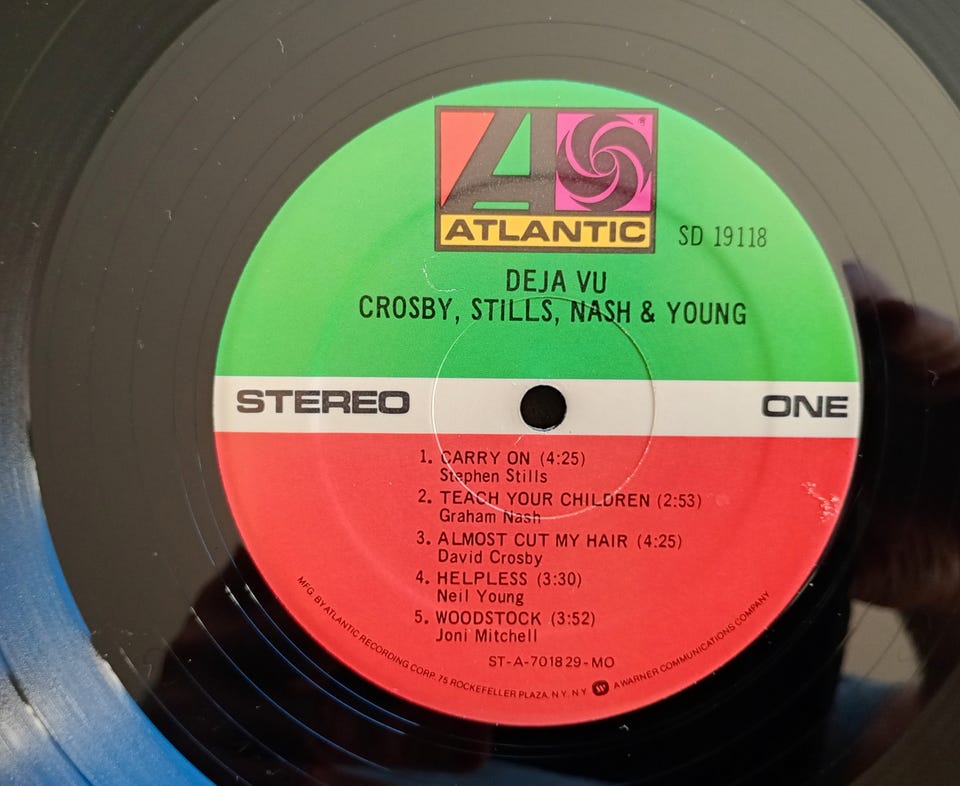 ATLANTIC
SD 19118
DEJA VU
CROSBY, STILLS, NASH & YOUNG
STEREO
ONE
1. CARRY ON (4:25)
Stephen Stills
2. TEACH YOUR CHILDREN (2:53)
Graham Nash
3. ALMOST CUT MY HAIR (4:25)
David Crosby
4. HELPLESS (3:30)
Neil Young
5. WOODSTOCK (3:52)
Joni Mitchell
ST-A-701829-MO
MFG. BY ATLANTIC RECORDING CORP. 75 ROCKEFELLER PLAZA, N.Y. N.Y. A WARNER COMMUNICATIONS COMPANY